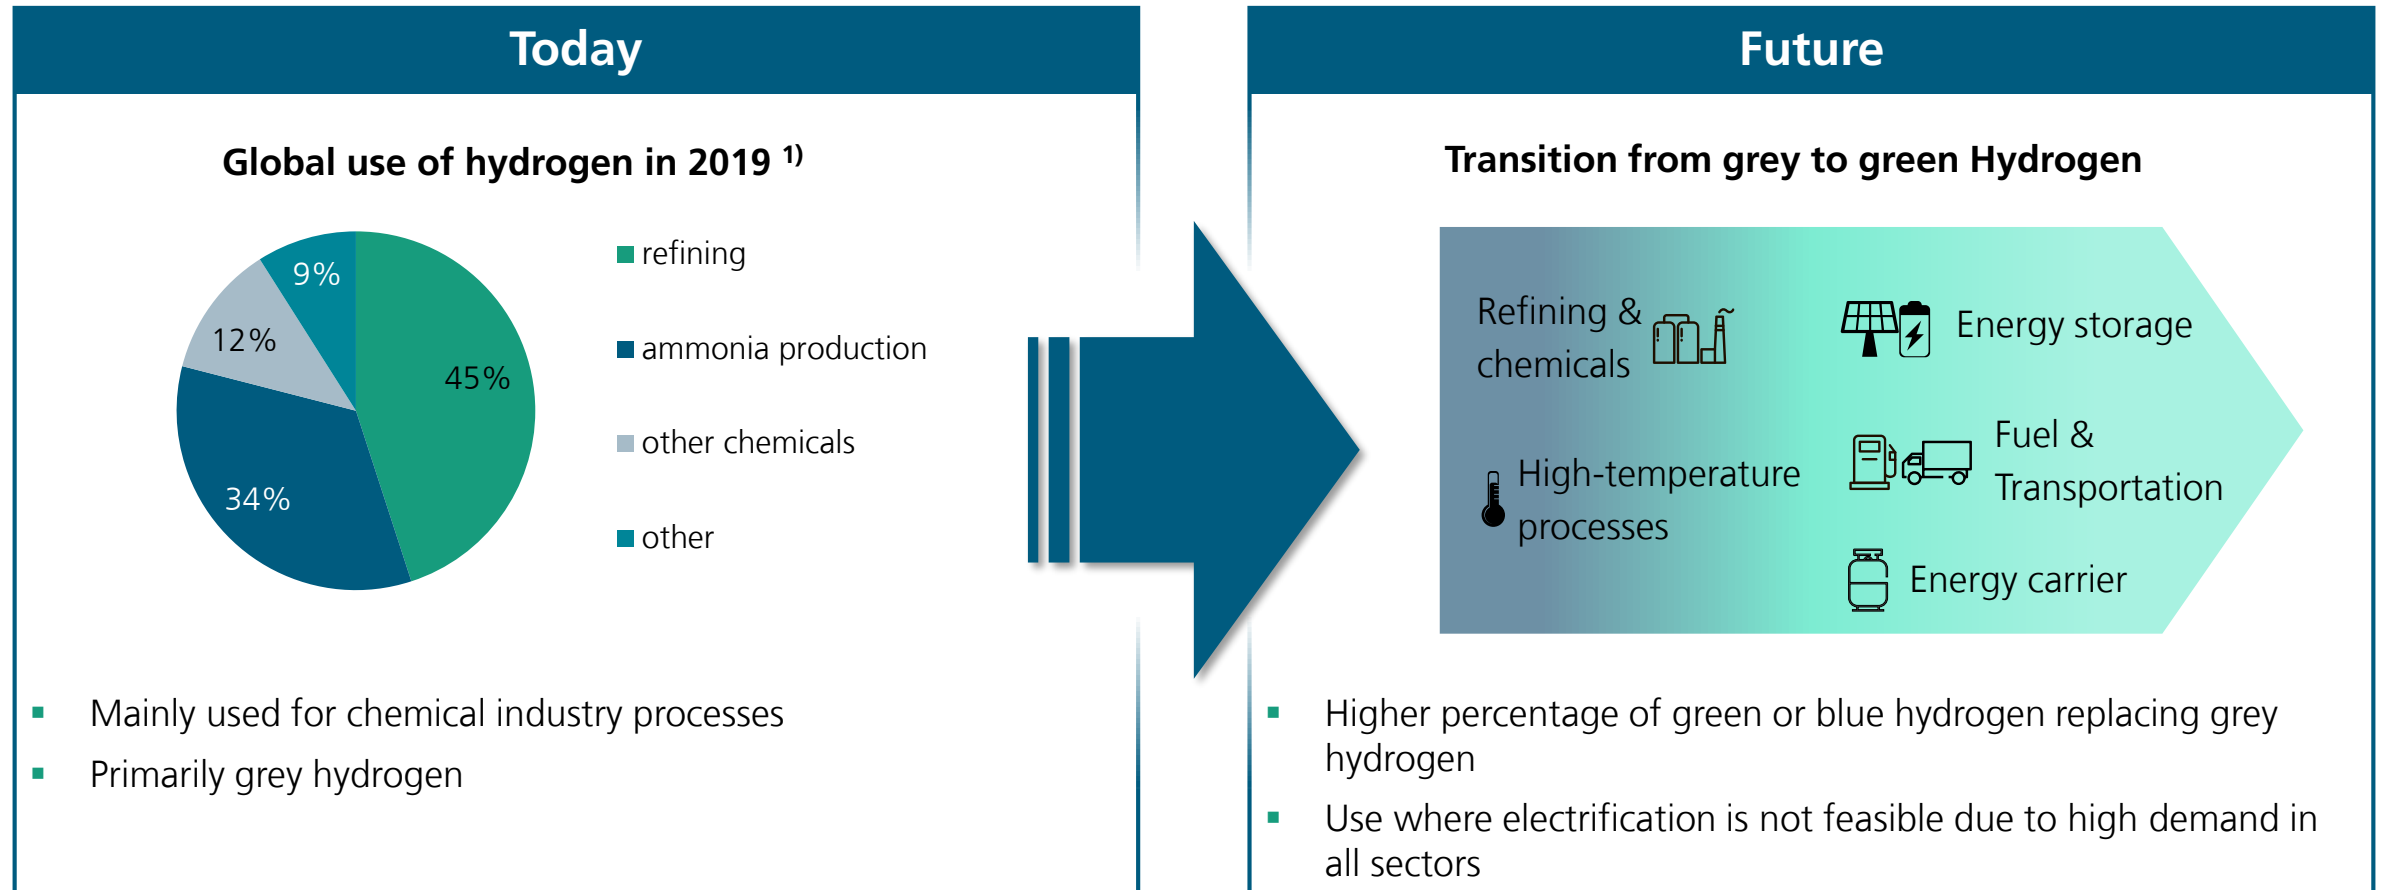 Today
Global use of hydrogen in 2019 1)
9%
12%
45%
34%
refining
ammonia production
other chemicals
other
▪ Mainly used for chemical industry processes
▪ Primarily grey hydrogen
Future
Transition from grey to green Hydrogen
Refining &
chemicals
High-temperature
processes
Energy storage
Fuel &
Transportation
Energy carrier
▪ Higher percentage of green or blue hydrogen replacing grey
hydrogen
▪ Use where electrification is not feasible due to high demand in
all sectors